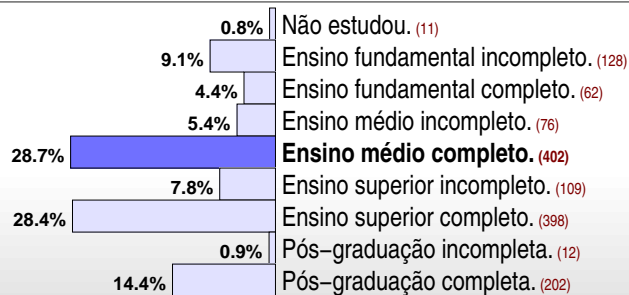 0.8% Não estudou. (11)
9.1% Ensino fundamental incompleto. (128)
4.4% Ensino fundamental completo. (62)
5.4% Ensino médio incompleto. (76)
28.7% Ensino médio completo. (402)
7.8% Ensino superior incompleto. (109)
28.4% Ensino superior completo. (398)
0.9% Pós−graduação incompleta. (12)
14.4% Pós−graduação completa. (202)